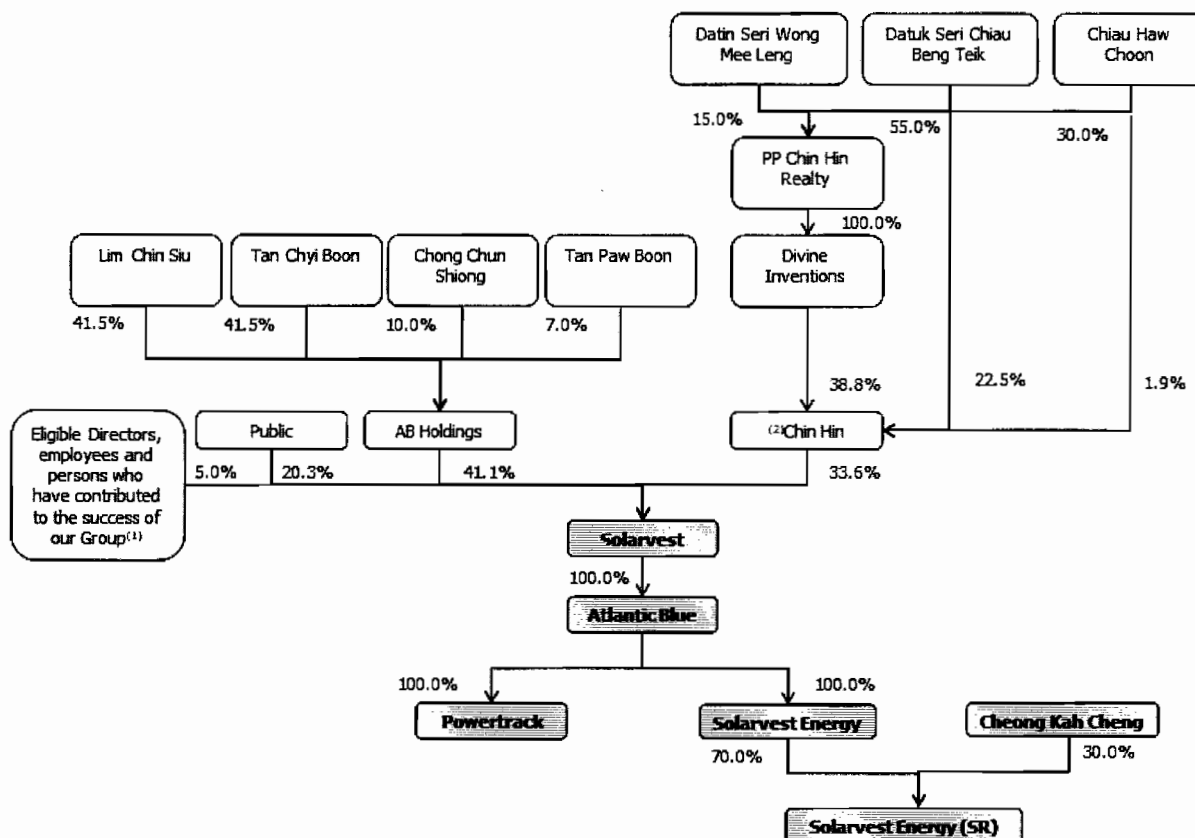 Datin Seri Wong
Mee Leng
Datuk Seri Chiau
Beng Teik
Chiau Haw
Choon
15.0%
55.0%
30.0%
PP Chin Hin
Realty
100.0%
Lim Chin Siu
Tan Chyi Boon
Chong Chun
Shiong
Tan Paw Boon
Divine
Inventions
41.5%
41.5%
10.0%
7.0%
38.8%
22.5%
1.9%
Eligible Directors,
employees and
persons who
have contributed
to the success of
our Group(1)
Public
AB Holdings
(2)Chin Hin
5.0%
20.3%
41.1%
33.6%
Solarvest
100.0%
Atlantic Blue
100.0%
100.0%
Powertrack
Solarvest Energy
Cheong Kah Cheng
70.0%
30.0%
Solarvest Energy (SR)